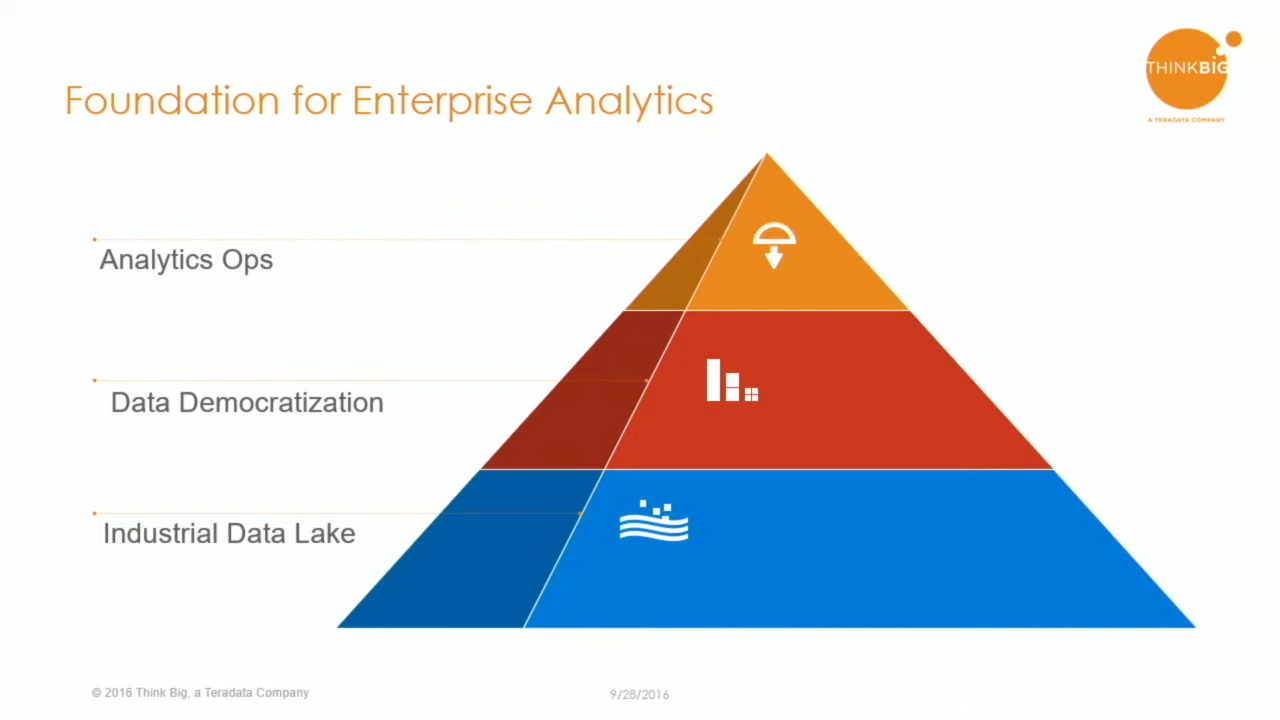 THINKBIG
A TERADATA COMPANY
Foundation for Enterprise Analytics
Analytics Ops
Data Democratization
Industrial Data Lake
© 2016 Think Big, a Teradata Company
9/28/2016